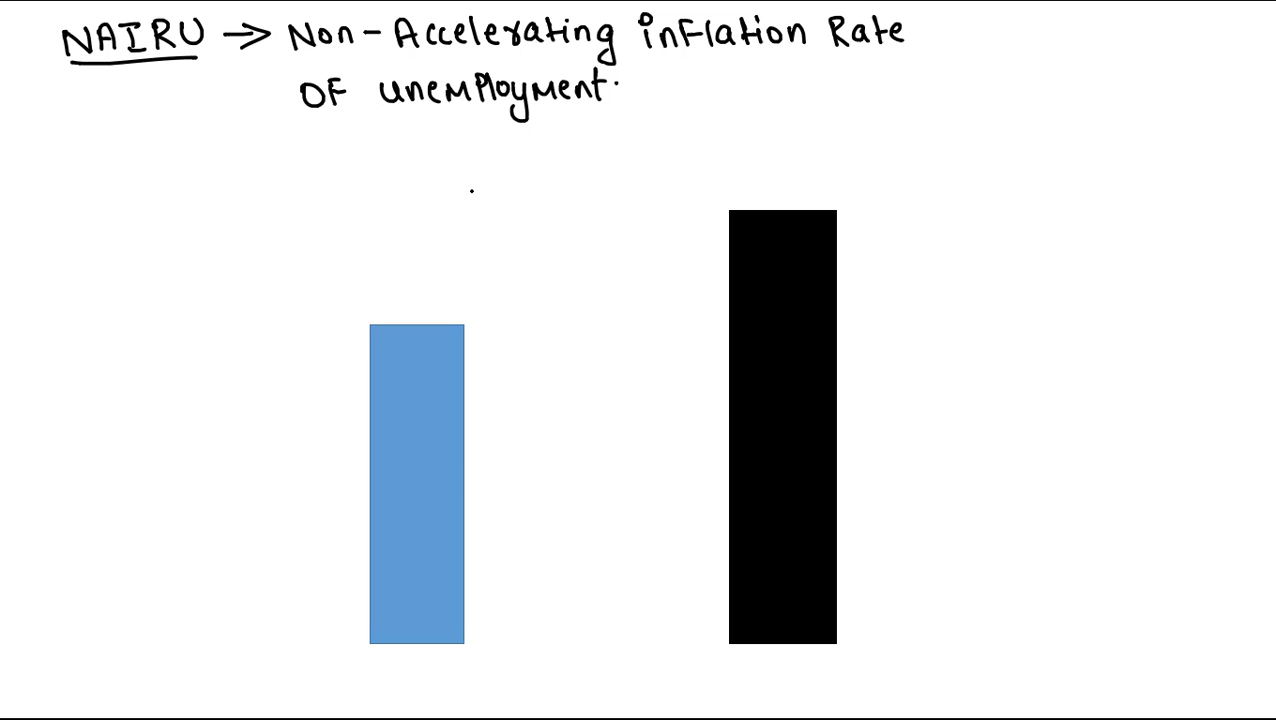 NAIRU → Non-Accelerating inFlation Rate
OF unemployment.